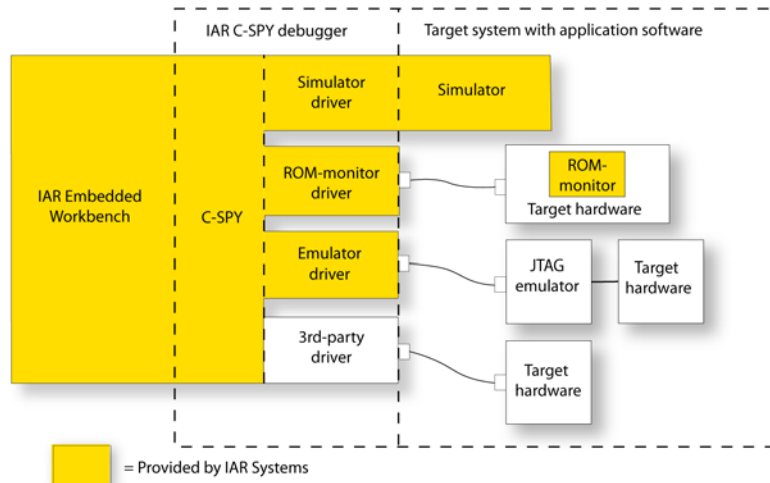 IAR C-SPY debugger
Target system with application software
Simulator
driver
Simulator
IAR Embedded
Workbench
C-SPY
ROM-monitor
driver
ROM-
monitor
Target hardware
Emulator
driver
JTAG
emulator
Target
hardware
3rd-party
driver
Target
hardware
= Provided by IAR Systems